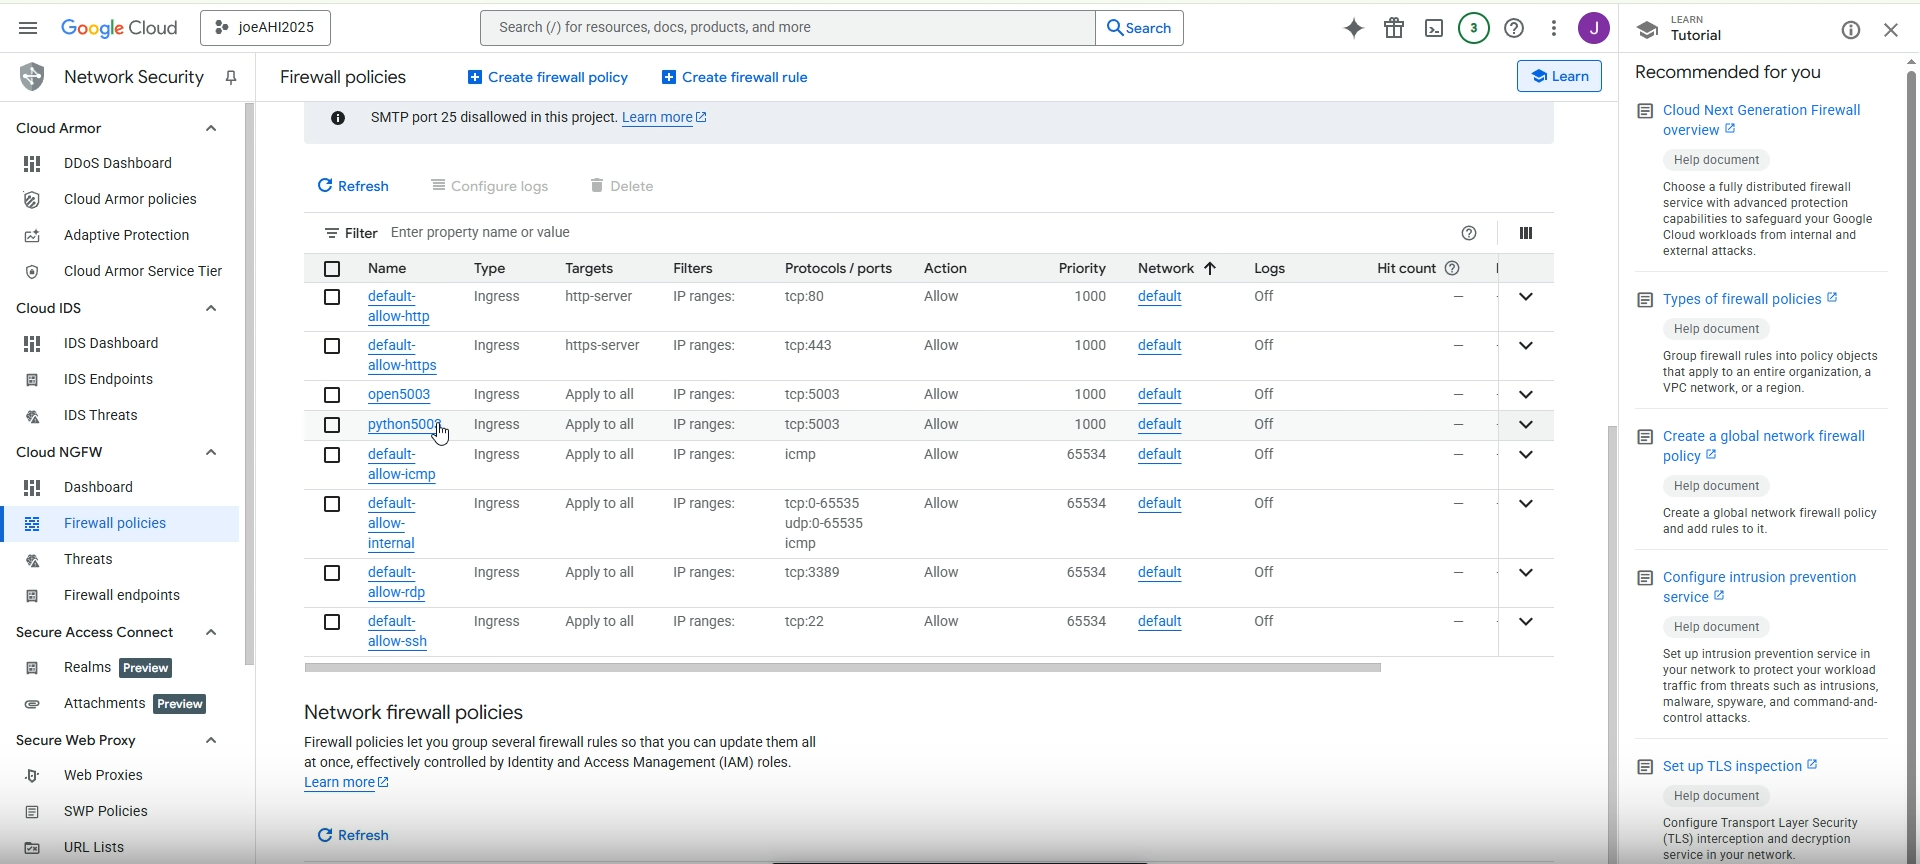 Google Cloud
joeAHI2025
Search (/) for resources, docs, products, and more
Search
3
J
LEARN
Tutorial
Network Security
Firewall policies
Create firewall policy
Create firewall rule
Learn
Cloud Armor
DDoS Dashboard
Cloud Armor policies
Adaptive Protection
Cloud Armor Service Tier
Cloud IDS
IDS Dashboard
IDS Endpoints
IDS Threats
Cloud NGFW
Dashboard
Firewall policies
Threats
Firewall endpoints
Secure Access Connect
Realms Preview
Attachments Preview
Secure Web Proxy
Web Proxies
SWP Policies
URL Lists
SMTP port 25 disallowed in this project. Learn more
Refresh Configure logs Delete
Filter Enter property name or value
Name Type Targets Filters Protocols / ports Action Priority Network Logs Hit count
default- Ingress http-server IP ranges: tcp:80 Allow 1000 default Off –
allow-http
default- Ingress https-server IP ranges: tcp:443 Allow 1000 default Off –
allow-https
open5003 Ingress Apply to all IP ranges: tcp:5003 Allow 1000 default Off –
python5003 Ingress Apply to all IP ranges: tcp:5003 Allow 1000 default Off –
default- Ingress Apply to all IP ranges: icmp Allow 65534 default Off –
allow-icmp
default- Ingress Apply to all IP ranges: tcp:0-65535 Allow 65534 default Off –
allow- udp:0-65535
internal icmp
default- Ingress Apply to all IP ranges: tcp:3389 Allow 65534 default Off –
allow-rdp
default- Ingress Apply to all IP ranges: tcp:22 Allow 65534 default Off –
allow-ssh
Network firewall policies
Firewall policies let you group several firewall rules so that you can update them all
at once, effectively controlled by Identity and Access Management (IAM) roles.
Learn more
Refresh
Recommended for you
Cloud Next Generation Firewall
overview
Help document
Choose a fully distributed firewall
service with advanced protection
capabilities to safeguard your Google
Cloud workloads from internal and
external attacks.
Types of firewall policies
Help document
Group firewall rules into policy objects
that apply to an entire organization, a
VPC network, or a region.
Create a global network firewall
policy
Help document
Create a global network firewall policy
and add rules to it.
Configure intrusion prevention
service
Help document
Set up intrusion prevention service in
your network to protect your workload
traffic from threats such as intrusions,
malware, spyware, and command-and-
control attacks.
Set up TLS inspection
Help document
Configure Transport Layer Security
(TLS) interception and decryption
service in your network.